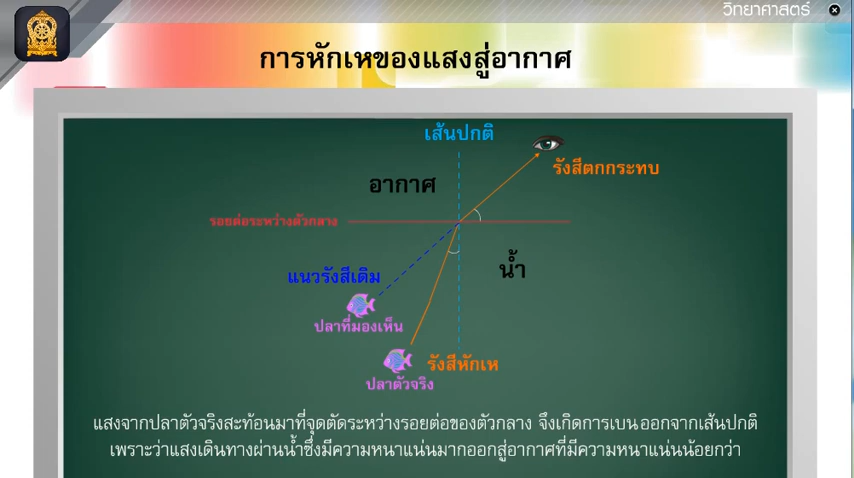 วิทยาศาสตร์
การหักเหของแสงสู่อากาศ
เส้นปกติ
รังสีตกกระทบ
อากาศ
รอยต่อระหว่างตัวกลาง
น้ำ
แนวรังสีเดิม
ปลาที่มองเห็น
รังสีหักเห
ปลาตัวจริง
แสงจากปลาตัวจริงสะท้อนมาที่จุดตัดระหว่างรอยต่อของตัวกลาง จึงเกิดการเบนออกจากเส้นปกติ
เพราะว่าแสงเดินทางผ่านน้ำซึ่งมีความหนาแน่นมากออกสู่อากาศที่มีความหนาแน่นน้อยกว่า